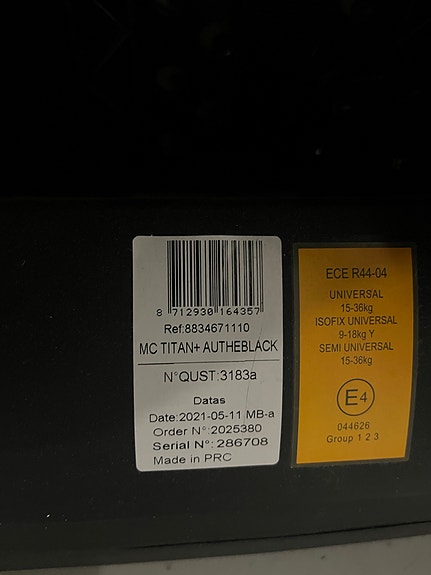 8 712930 164357
Ref:8834671110
MC TITAN+ AUTHEBLACK
N°QUST:3183a
Datas
Date:2021-05-11 MB-a
Order N°:2025380
Serial N°: 286708
Made in PRC
ECE R44-04
UNIVERSAL
15-36kg
ISOFIX UNIVERSAL
9-18kg Y
SEMI UNIVERSAL
15-36kg
E4
044626
Group 1 2 3